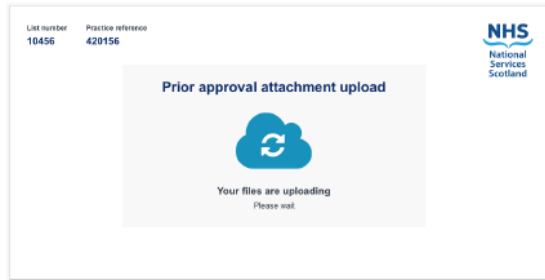 List number Practice reference
10456 420156
NHS
National
Services
Scotland
Prior approval attachment upload
Your files are uploading
Please wait